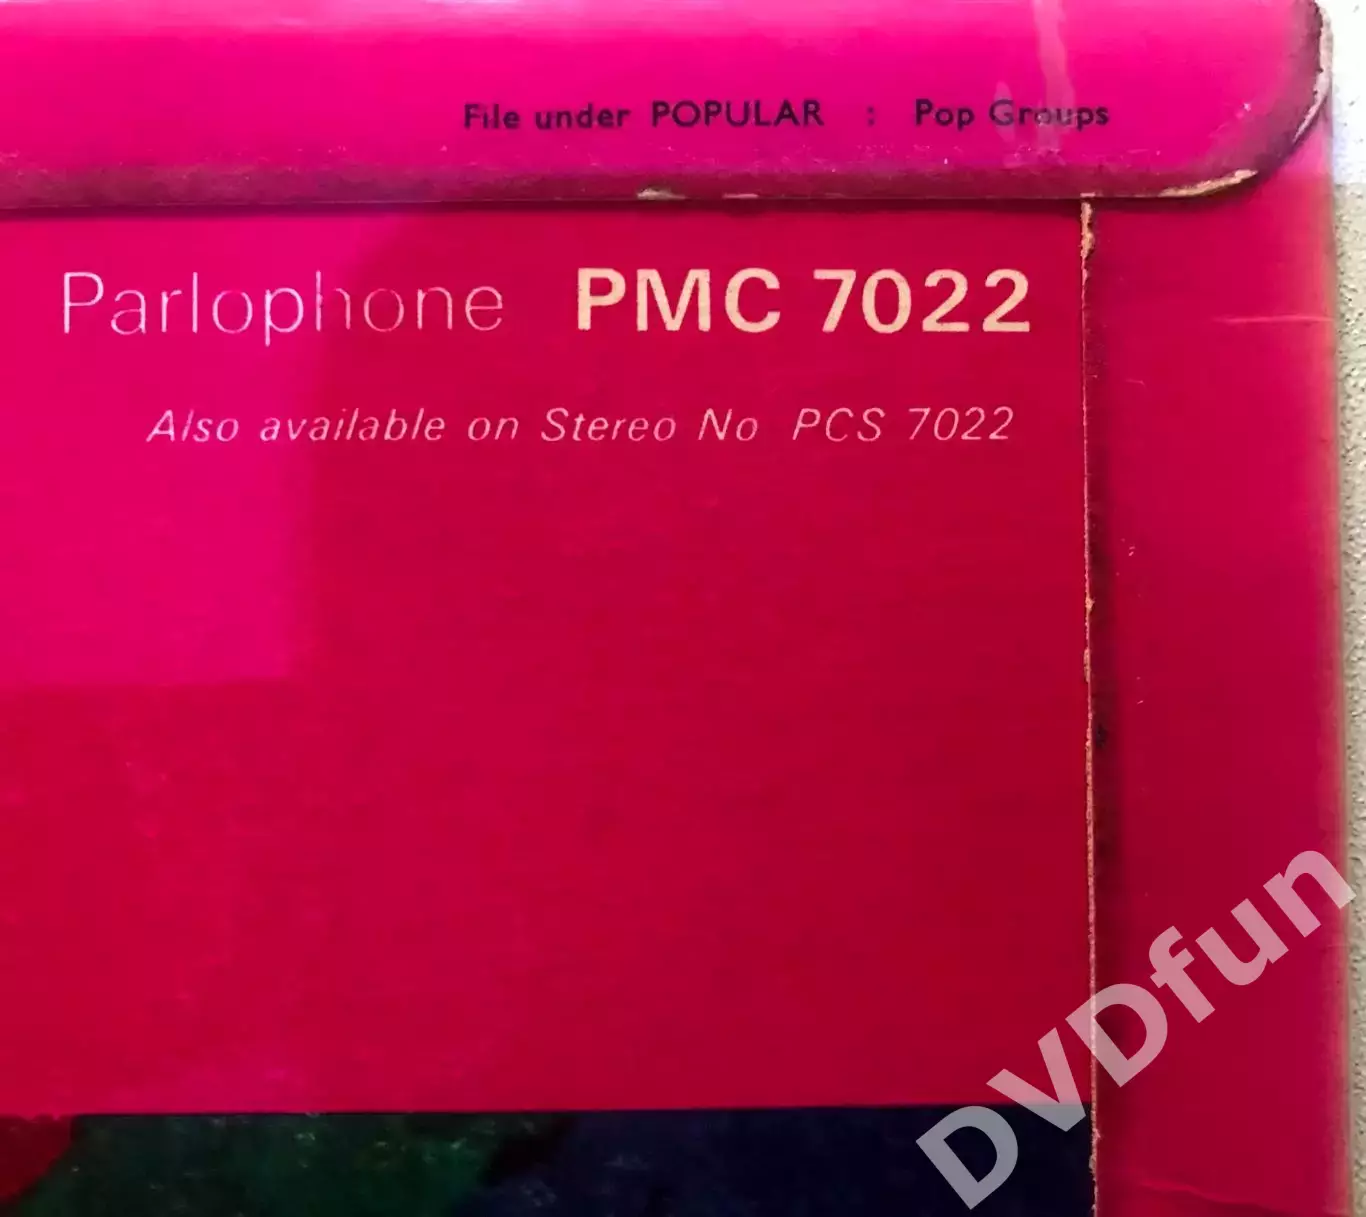 File under POPULAR : Pop Groups
Parlophone PMC 7022
Also available on Stereo No PCS 7022
DVDfun